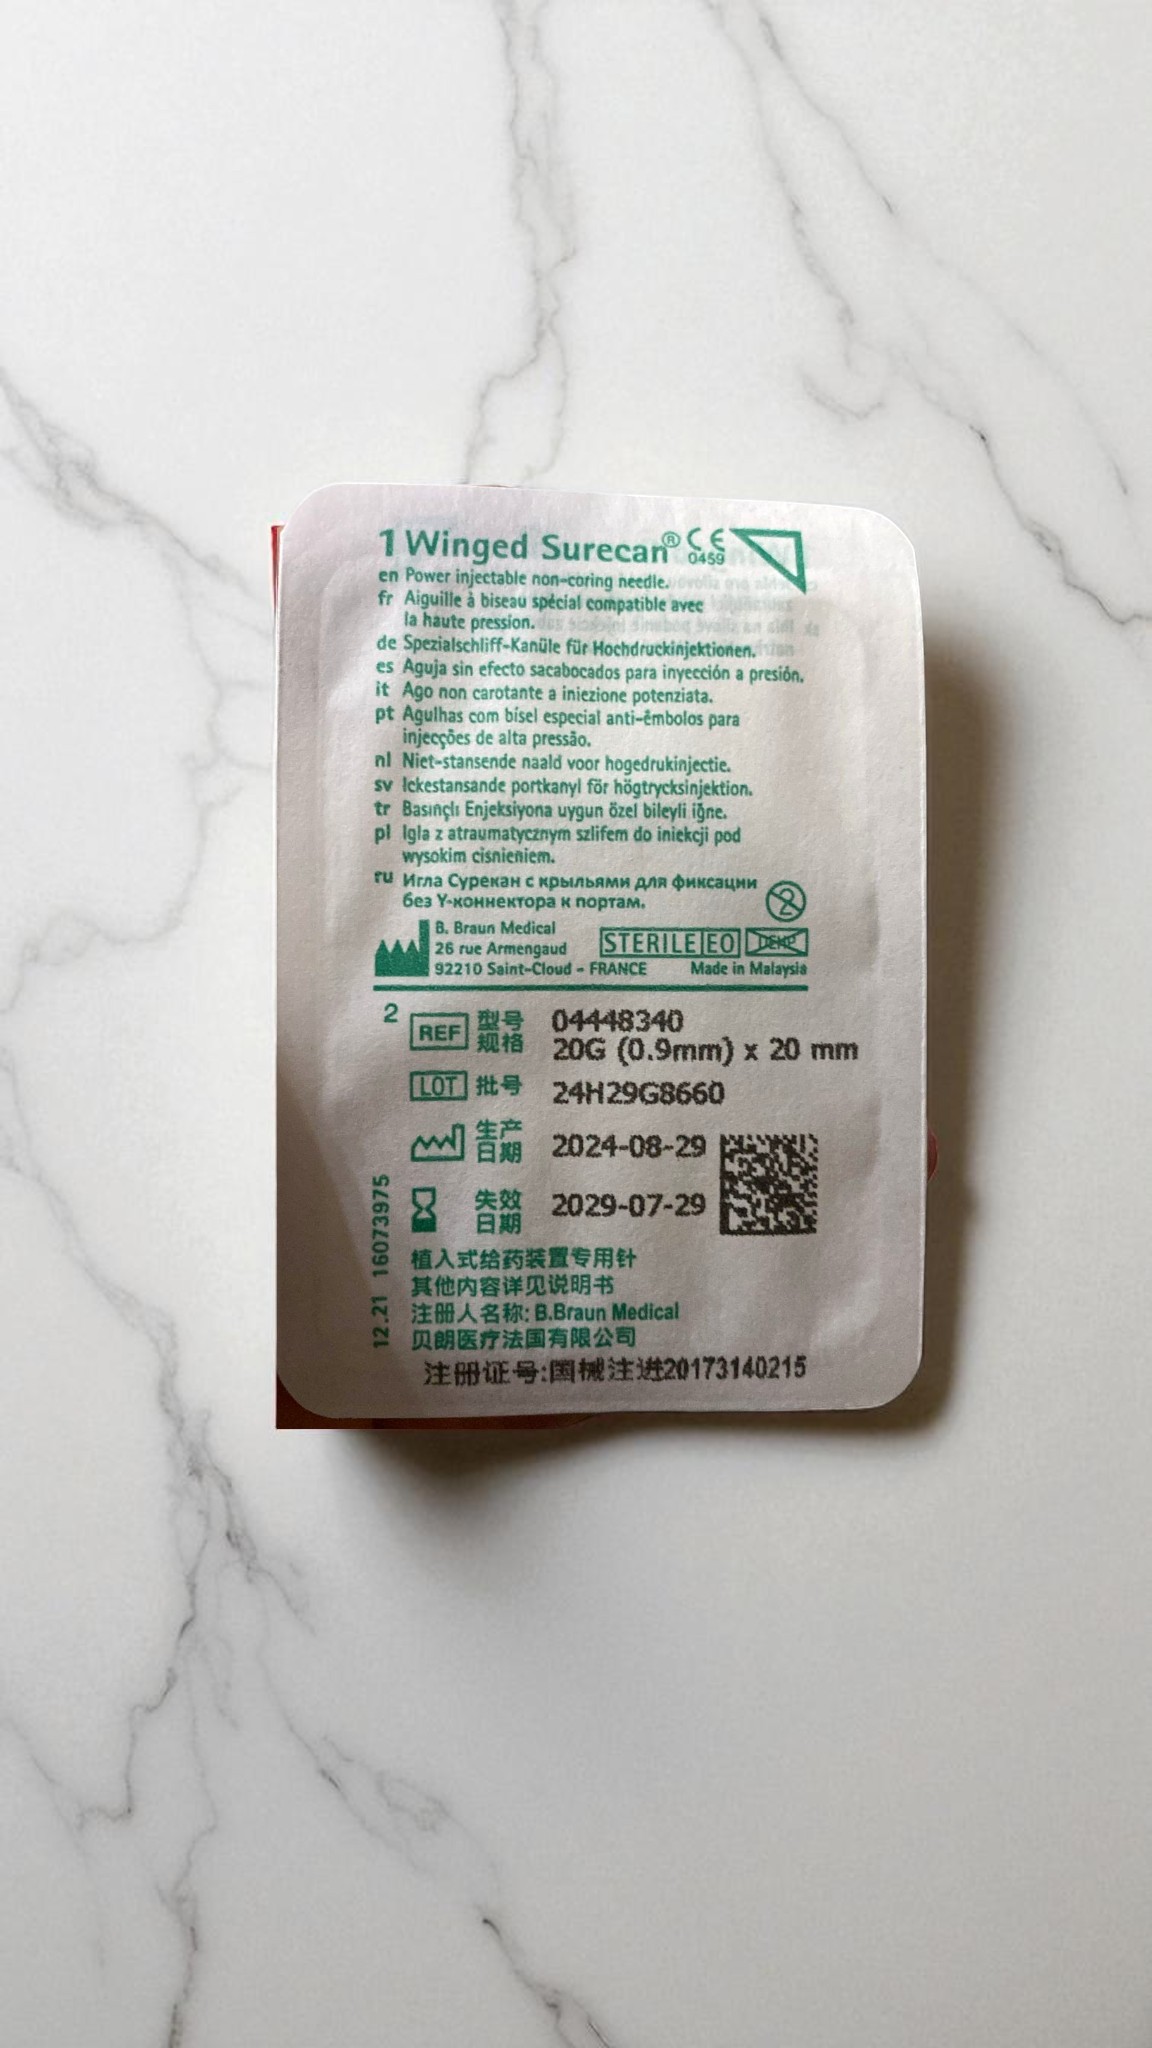 1 Winged Surecan® CE 0459
en Power injectable non-coring needle.
fr Aiguille à biseau spécial compatible avec
la haute pression.
de Spezialschliff-Kanüle für Hochdruckinjektionen.
es Aguja sin efecto sacabocados para inyección a presión.
it Ago non carotante a iniezione potenziata.
pt Agulhas com bísel especial anti-êmbolos para
injecções de alta pressão.
nl Niet-stansende naald voor hogedrukinjectie.
sv Ickestansande portkanyl för högtrycksinjektion.
tr Basınçlı Enjeksiyona uygun özel bileyli iğne.
pl Igla z atraumatycznym szlifem do iniekcji pod
wysokim cisnieniem.
ru Игла Сурекан с крыльями для фиксации
без Y-коннектора к портам.
2
B. Braun Medical
26 rue Armengaud
92210 Saint-Cloud - FRANCE
STERILE EO DEHP
Made in Malaysia
2
REF 型号 04448340
规格 20G (0.9mm) x 20 mm
LOT 批号 24H29G8660
生产
日期 2024-08-29
失效
日期 2029-07-29
12.21 16073975
植入式给药装置专用针
其他内容详见说明书
注册人名称: B.Braun Medical
贝朗医疗法国有限公司
注册证号:国械注进20173140215